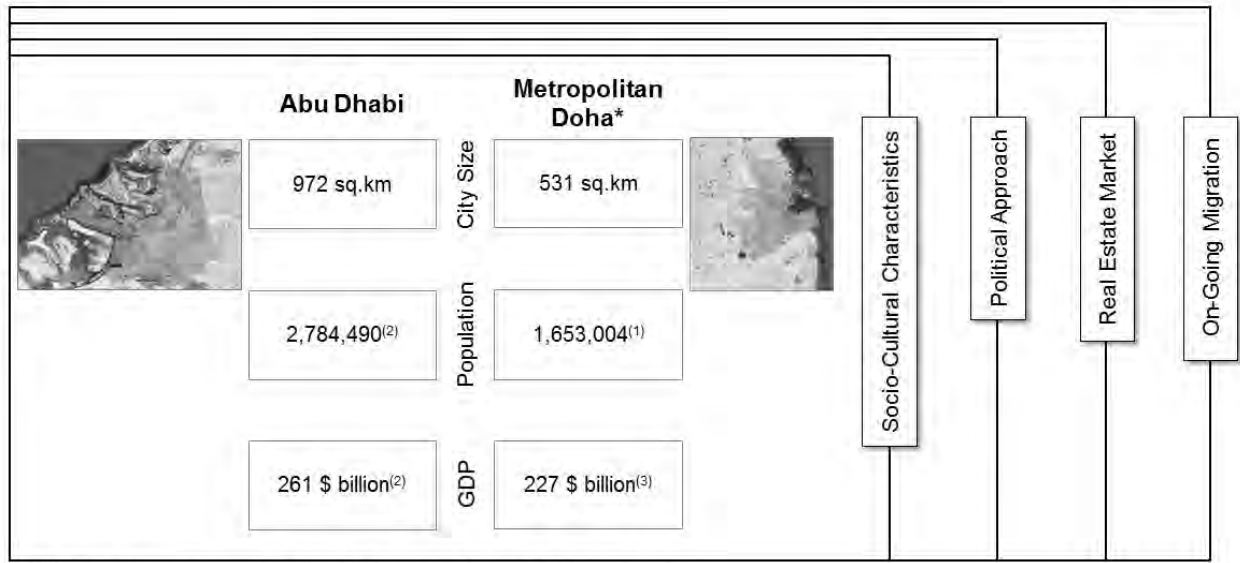 Abu Dhabi
Metropolitan
Doha*
972 sq.km
City Size
531 sq.km
2,784,490(2)
Population
1,653,004(1)
261 $ billion(2)
GDP
227 $ billion(3)
Socio-Cultural Characteristics
Political Approach
Real Estate Market
On-Going Migration